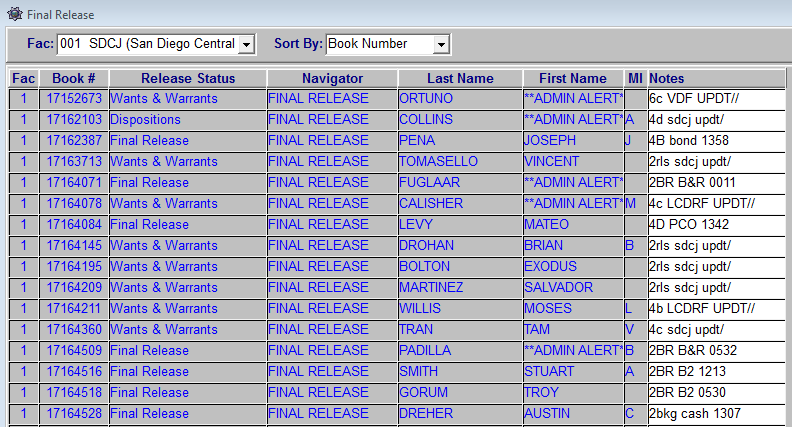 Final Release
Fac: 001 SDCJ (San Diego Central Sort By: Book Number
Fac Book # Release Status Navigator Last Name First Name MI Notes
1 17152673 Wants & Warrants FINAL RELEASE ORTUNO **ADMIN ALERT* 6c VDF UPDT//
1 17162103 Dispositions FINAL RELEASE COLLINS **ADMIN ALERT* A 4d sdcj updt/
1 17162387 Final Release FINAL RELEASE PENA JOSEPH J 4B bond 1358
1 17163713 Wants & Warrants FINAL RELEASE TOMASELLO VINCENT 2rls sdcj updt/
1 17164071 Final Release FINAL RELEASE FUGLAAR **ADMIN ALERT* 2BR B&R 0011
1 17164078 Wants & Warrants FINAL RELEASE CALISHER **ADMIN ALERT* M 4c LCDRF UPDT//
1 17164084 Final Release FINAL RELEASE LEVY MATEO 4D PCO 1342
1 17164145 Wants & Warrants FINAL RELEASE DROHAN BRIAN B 2rls sdcj updt/
1 17164195 Wants & Warrants FINAL RELEASE BOLTON EXODUS 2rls sdcj updt/
1 17164209 Wants & Warrants FINAL RELEASE MARTINEZ SALVADOR 2rls sdcj updt/
1 17164211 Wants & Warrants FINAL RELEASE WILLIS MOSES L 4b LCDRF UPDT//
1 17164360 Wants & Warrants FINAL RELEASE TRAN TAM V 4c sdcj updt/
1 17164509 Final Release FINAL RELEASE PADILLA **ADMIN ALERT* B 2BR B&R 0532
1 17164516 Final Release FINAL RELEASE SMITH STUART A 2BR B2 1213
1 17164518 Final Release FINAL RELEASE GORUM TROY 2BR B2 0530
1 17164528 Final Release FINAL RELEASE DREHER AUSTIN C 2bkg cash 1307